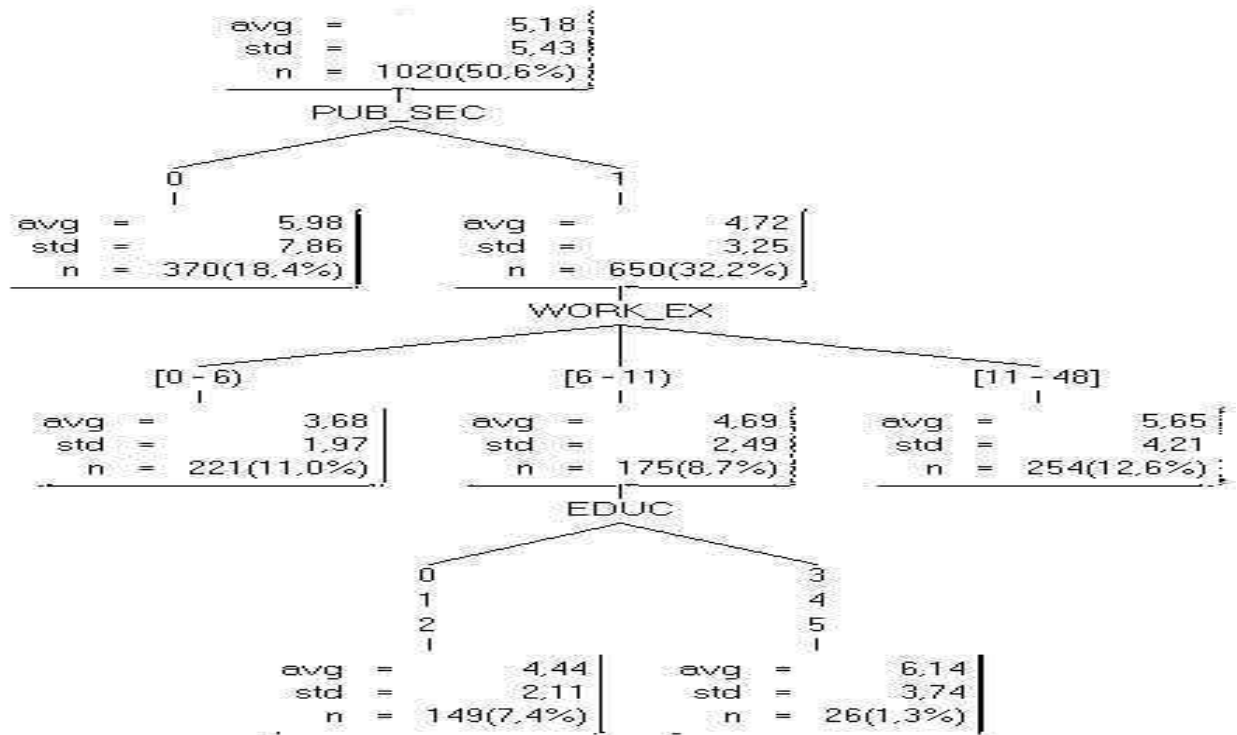 avg = 5,18
std = 5,43
n = 1020(50,6%)
PUB_SEC
0 1
avg = 5,98 avg = 4,72
std = 7,86 std = 3,25
n = 370(18,4%) n = 650(32,2%)
WORK_EX
[0 - 6) [6 - 11) [11 - 48]
avg = 3,68 avg = 4,69 avg = 5,65
std = 1,97 std = 2,49 std = 4,21
n = 221(11,0%) n = 175(8,7%) n = 254(12,6%)
EDUC
0 3
1 4
2 5
avg = 4,44 avg = 6,14
std = 2,11 std = 3,74
n = 149(7,4%) n = 26(1,3%)